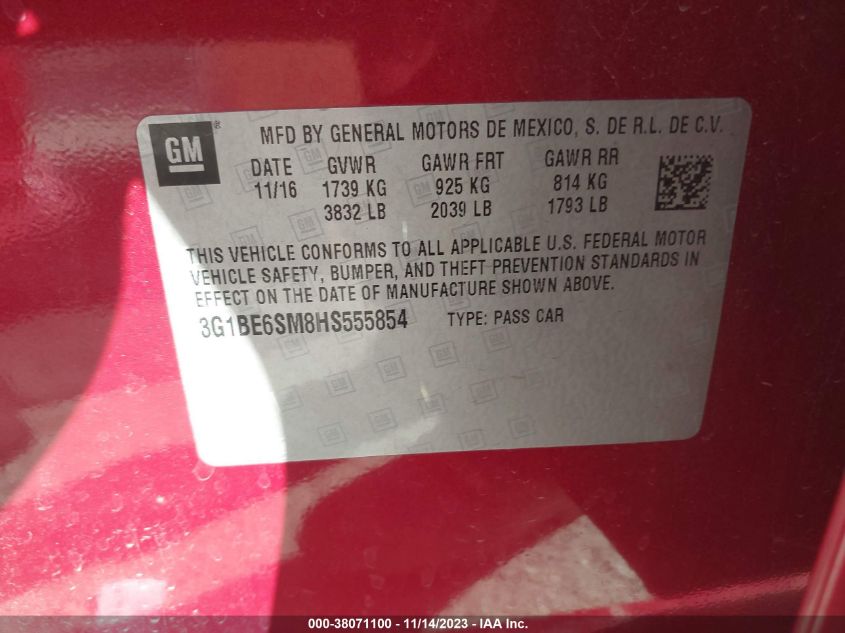 GM ®
MFD BY GENERAL MOTORS DE MEXICO, S. DE R.L. DE C.V.
DATE GVWR GAWR FRT GAWR RR
11/16 1739 KG 925 KG 814 KG
3832 LB 2039 LB 1793 LB
THIS VEHICLE CONFORMS TO ALL APPLICABLE U.S. FEDERAL MOTOR
VEHICLE SAFETY, BUMPER, AND THEFT PREVENTION STANDARDS IN
EFFECT ON THE DATE OF MANUFACTURE SHOWN ABOVE.
3G1BE6SM8HS555854 TYPE: PASS CAR
000-38071100 - 11/14/2023 - IAA Inc.